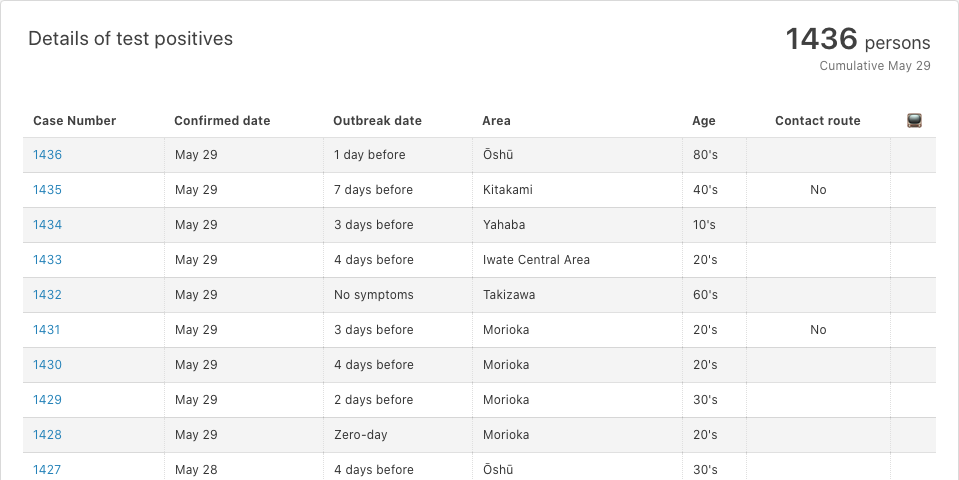 Details of test positives
1436 persons
Cumulative May 29
Case Number Confirmed date Outbreak date Area Age Contact route
1436 May 29 1 day before Ōshū 80's
1435 May 29 7 days before Kitakami 40's No
1434 May 29 3 days before Yahaba 10's
1433 May 29 4 days before Iwate Central Area 20's
1432 May 29 No symptoms Takizawa 60's
1431 May 29 3 days before Morioka 20's No
1430 May 29 4 days before Morioka 20's
1429 May 29 2 days before Morioka 30's
1428 May 29 Zero-day Morioka 20's
1427 May 28 4 days before Ōshū 30's